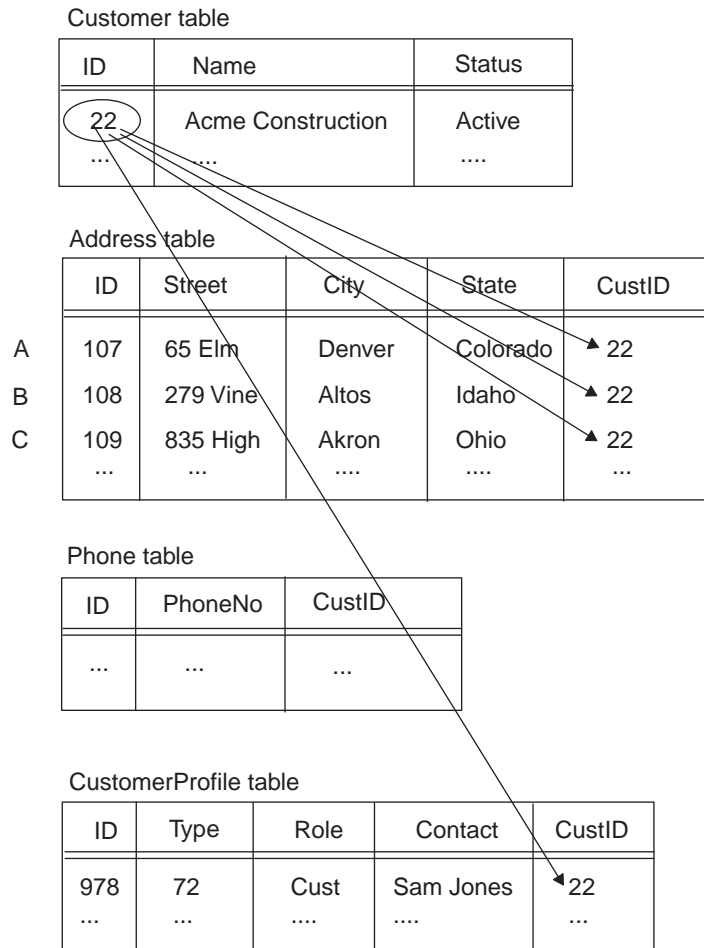 Customer table
ID Name Status
22 Acme Construction Active
... .... ....
Address table
ID Street City State CustID
A 107 65 Elm Denver Colorado 22
B 108 279 Vine Altos Idaho 22
C 109 835 High Akron Ohio 22
... ... .... .... ...
Phone table
ID PhoneNo CustID
... ... ...
CustomerProfile table
ID Type Role Contact CustID
978 72 Cust Sam Jones 22
... ... .... .... ...